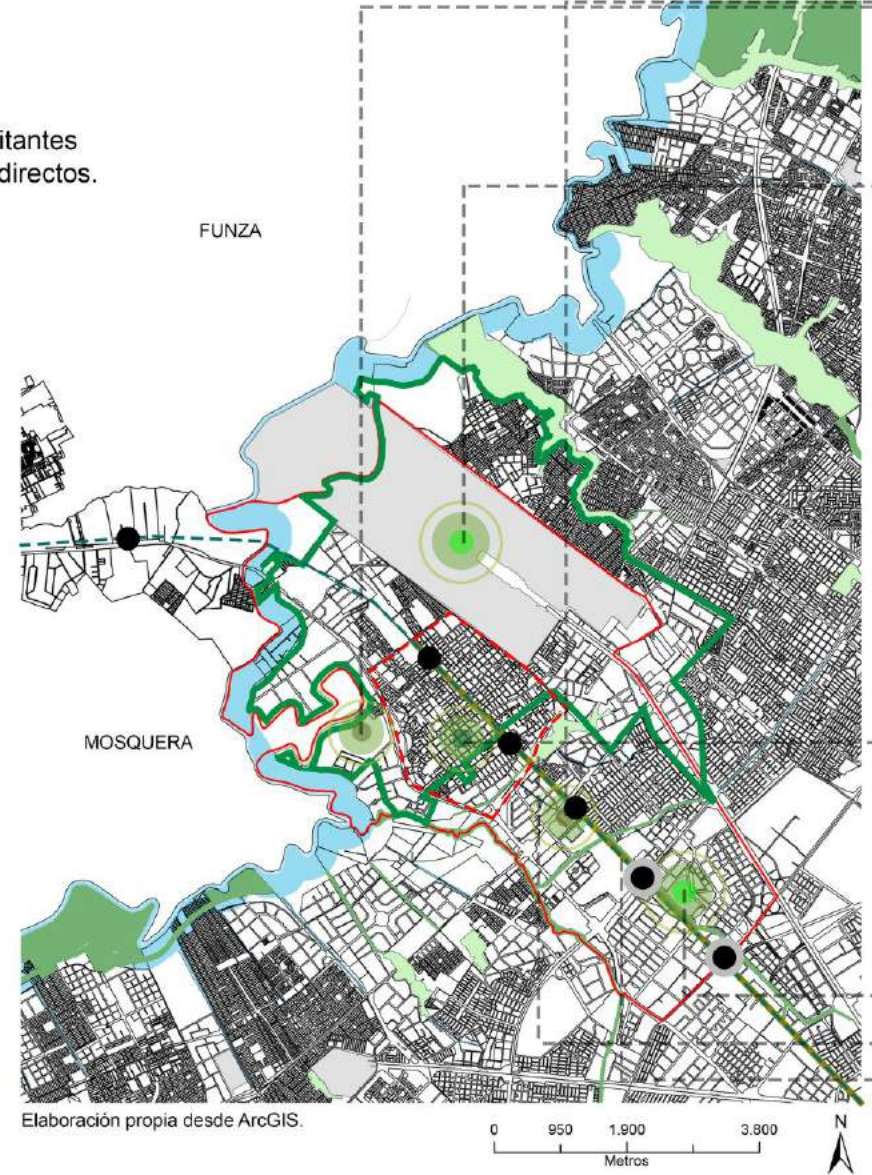 itantes
directos.
FUNZA
MOSQUERA
Elaboración propia desde ArcGIS.
0 950 1.900 3.800
Metros
N